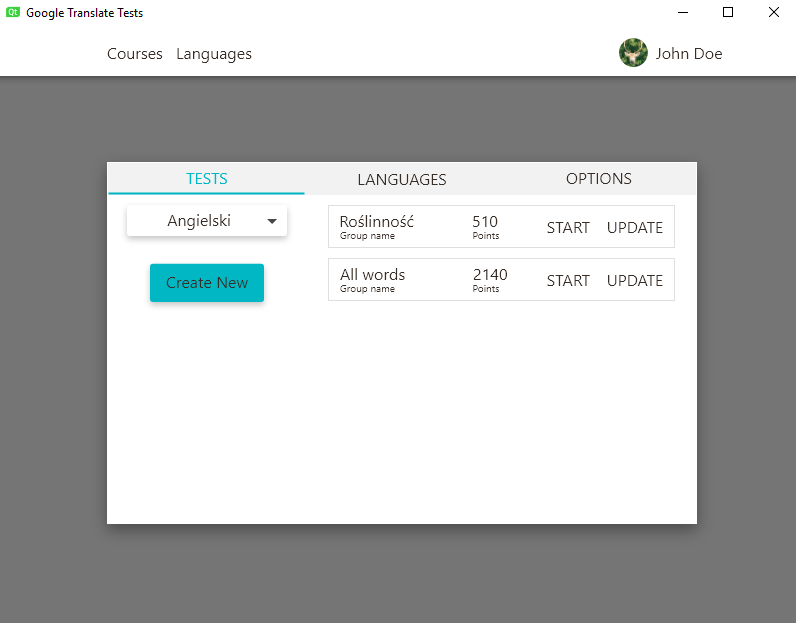 Qt Google Translate Tests
Courses Languages John Doe
TESTS LANGUAGES OPTIONS
Angielski
Create New
Roślinność 510 START UPDATE
Group name Points
All words 2140 START UPDATE
Group name Points